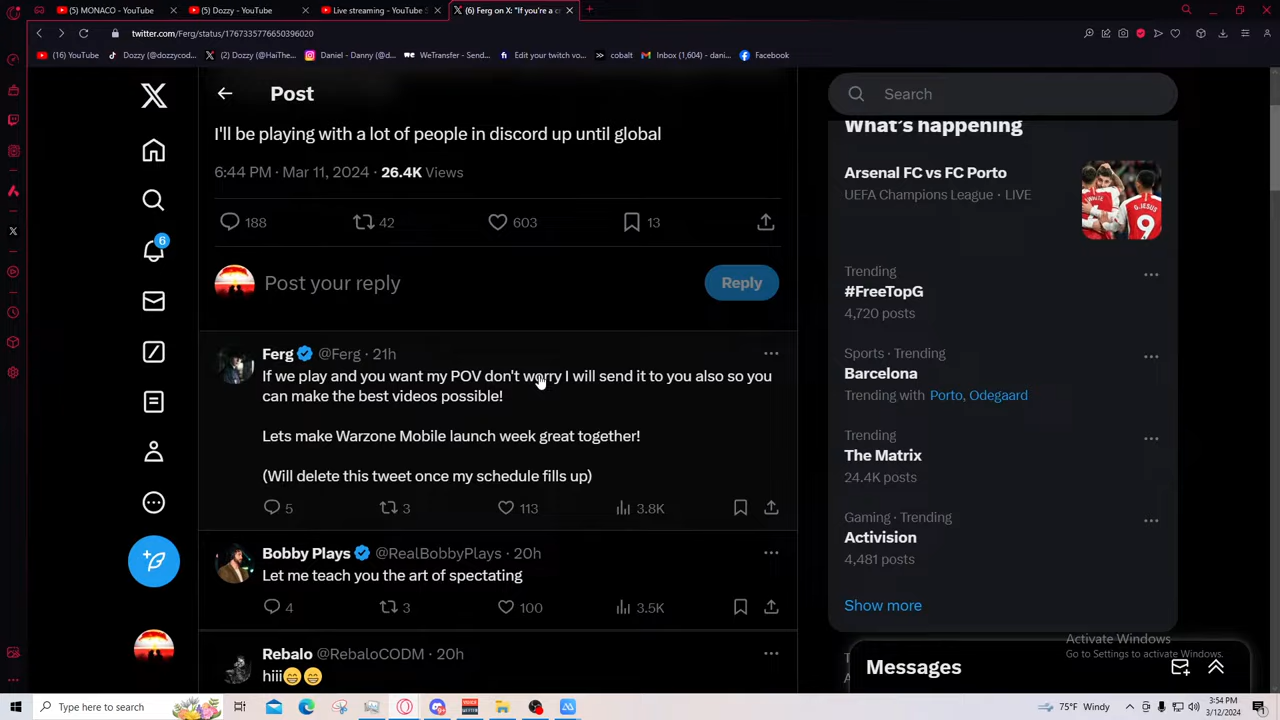 (5) MONACO - YouTube
(5) Dozzy - YouTube
Live streaming - YouTube S
(6) Ferg on X: "If you're a c
twitter.com/Ferg/status/1767335776650396020
(16) YouTube
Dozzy (@dozzycod...
(2) Dozzy (@HaiThe...
Daniel - Danny (@d...
WeTransfer - Send...
Edit your twitch vo...
cobalt
Inbox (1,604) - dani...
Facebook
Post
Search
I'll be playing with a lot of people in discord up until global
6:44 PM · Mar 11, 2024 · 26.4K Views
188 42 603 13
Post your reply
Reply
Ferg @Ferg · 21h
If we play and you want my POV don't worry I will send it to you also so you
can make the best videos possible!
Lets make Warzone Mobile launch week great together!
(Will delete this tweet once my schedule fills up)
5 3 113 3.8K
Bobby Plays @RealBobbyPlays · 20h
Let me teach you the art of spectating
4 3 100 3.5K
Rebalo @RebaloCODM · 20h
hiii😁😁
6
What's happening
Arsenal FC vs FC Porto
UEFA Champions League · LIVE
Trending
#FreeTopG
4,720 posts
Sports · Trending
Barcelona
Trending with Porto, Odegaard
Trending
The Matrix
24.4K posts
Gaming · Trending
Activision
4,481 posts
Show more
Activate Windows
Go to Settings to activate Windows.
Messages
Type here to search
75°F Windy
3:54 PM
3/12/2024